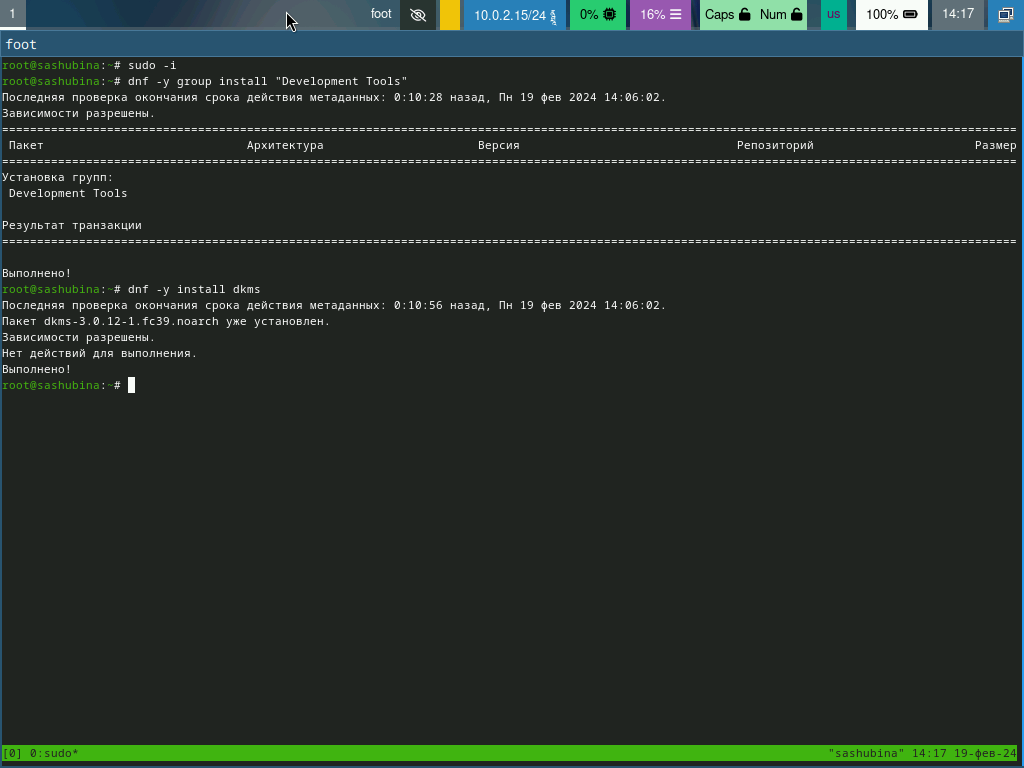 1 foot 10.0.2.15/24 0% 16% Caps Num us 100% 14:17
foot
root@sashubina:~# sudo -i
root@sashubina:~# dnf -y group install "Development Tools"
Последняя проверка окончания срока действия метаданных: 0:10:28 назад, Пн 19 фев 2024 14:06:02.
Зависимости разрешены.
================================================================================================================================================
Пакет Архитектура Версия Репозиторий Размер
================================================================================================================================================
Установка групп:
Development Tools
Результат транзакции
================================================================================================================================================
Выполнено!
root@sashubina:~# dnf -y install dkms
Последняя проверка окончания срока действия метаданных: 0:10:56 назад, Пн 19 фев 2024 14:06:02.
Пакет dkms-3.0.12-1.fc39.noarch уже установлен.
Зависимости разрешены.
Нет действий для выполнения.
Выполнено!
root@sashubina:~#
[0] 0:sudo* "sashubina" 14:17 19-фев-24